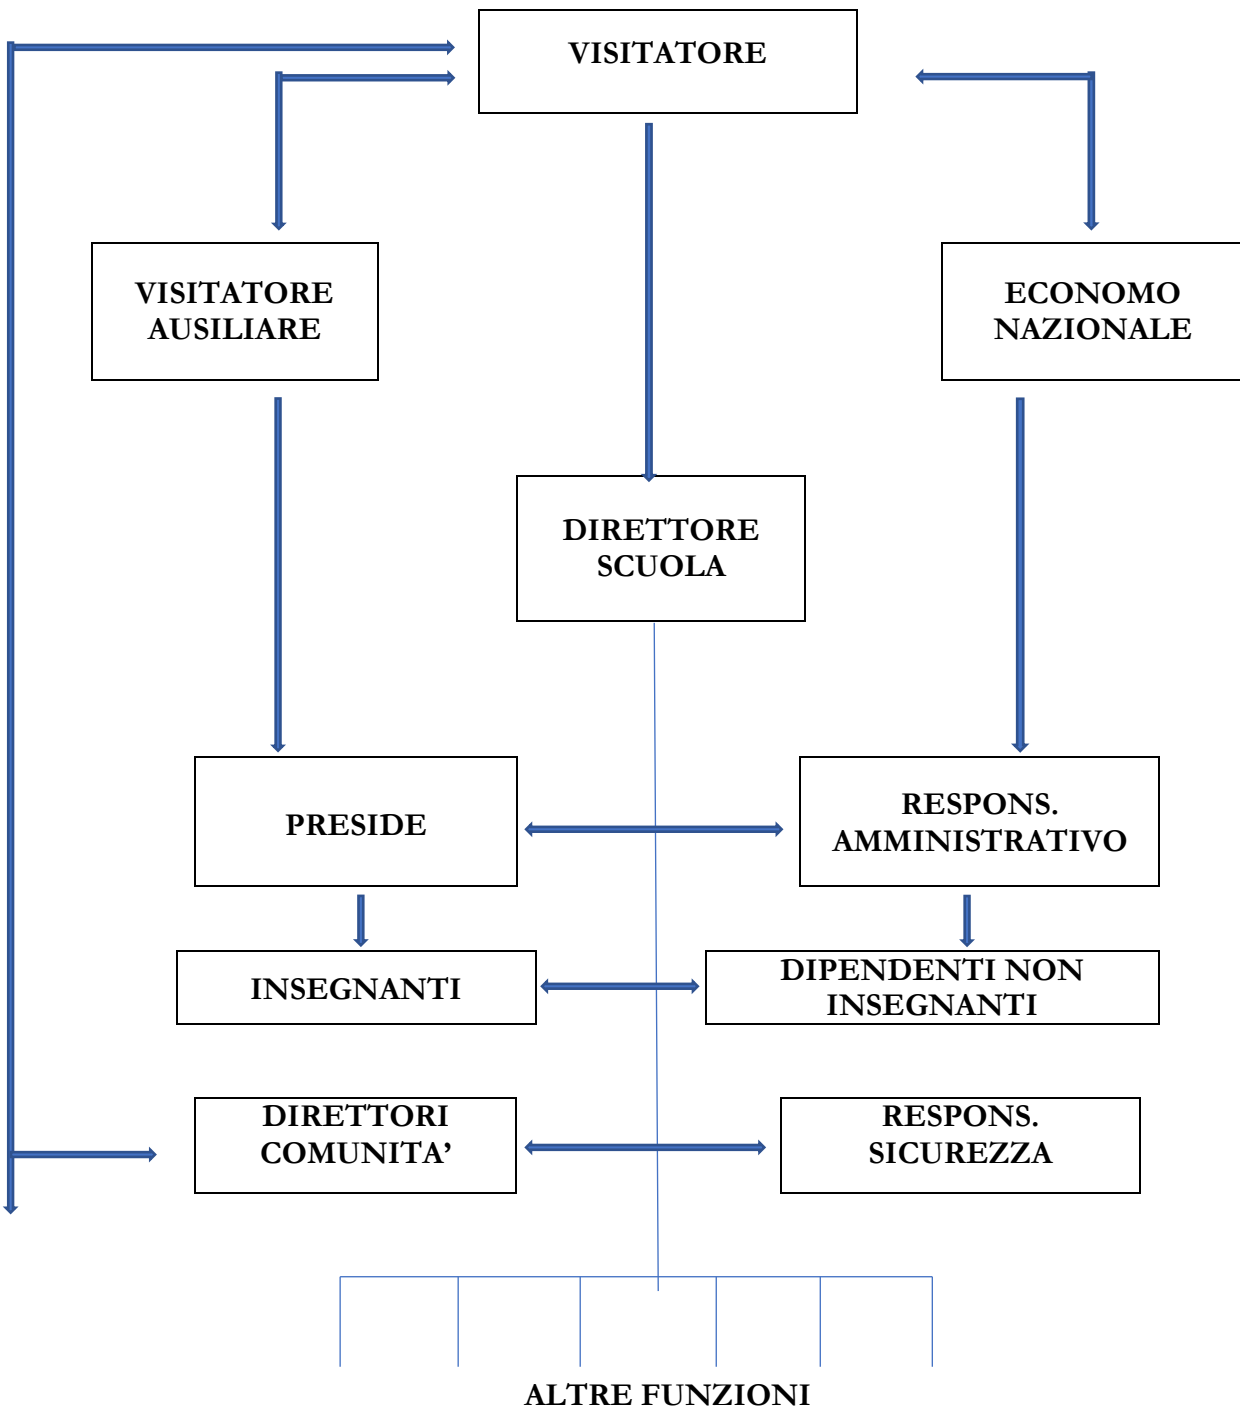 VISITATORE
VISITATORE
AUSILIARE
ECONOMO
NAZIONALE
DIRETTORE
SCUOLA
PRESIDE
RESPONS.
AMMINISTRATIVO
INSEGNANTI
DIPENDENTI NON
INSEGNANTI
DIRETTORI
COMUNITA’
RESPONS.
SICUREZZA
ALTRE FUNZIONI